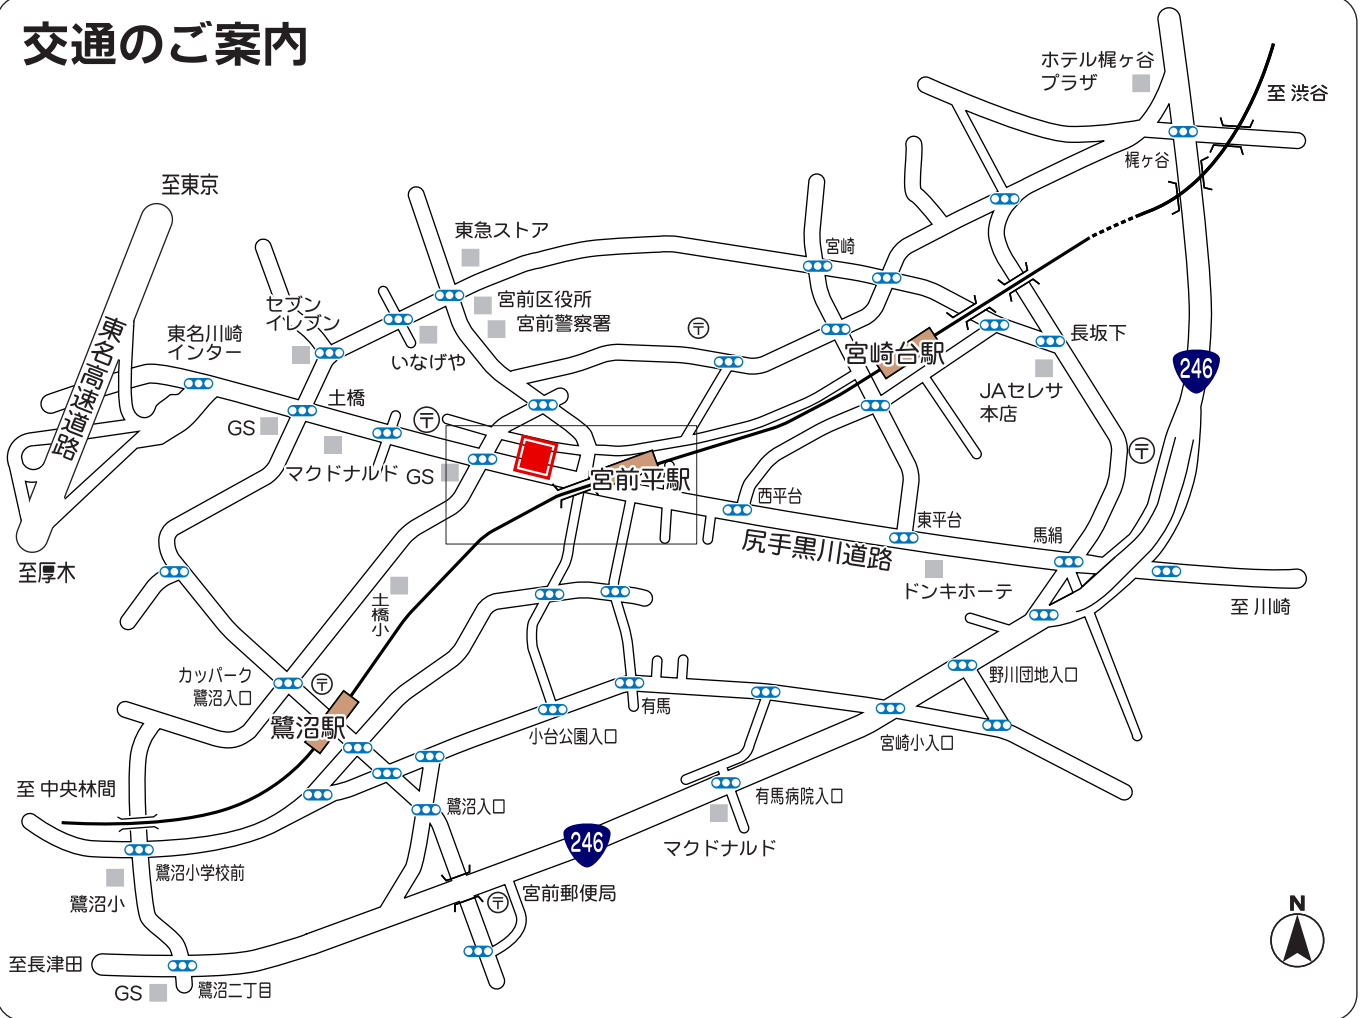 交通のご案内
ホテル梶ヶ谷
プラザ
至 渋谷
梶ヶ谷
至東京
東急ストア
宮崎
セブン
イレブン
宮前区役所
宮前警察署
東名川崎
インター
いなげや
〒
宮崎台駅
長坂下
246
東名高速道路
JAセレサ
本店
土橋
GS
〒
〒
マクドナルド
GS
宮前平駅
西平台
東平台
馬絹
尻手黒川道路
至厚木
ドンキホーテ
至 川崎
土橋小
カッパーク
鷺沼入口
〒
野川団地入口
有馬
鷺沼駅
小台公園入口
宮崎小入口
至 中央林間
鷺沼入口
有馬病院入口
246
マクドナルド
鷺沼小学校前
鷺沼小
〒
宮前郵便局
N
至長津田
GS
鷺沼二丁目